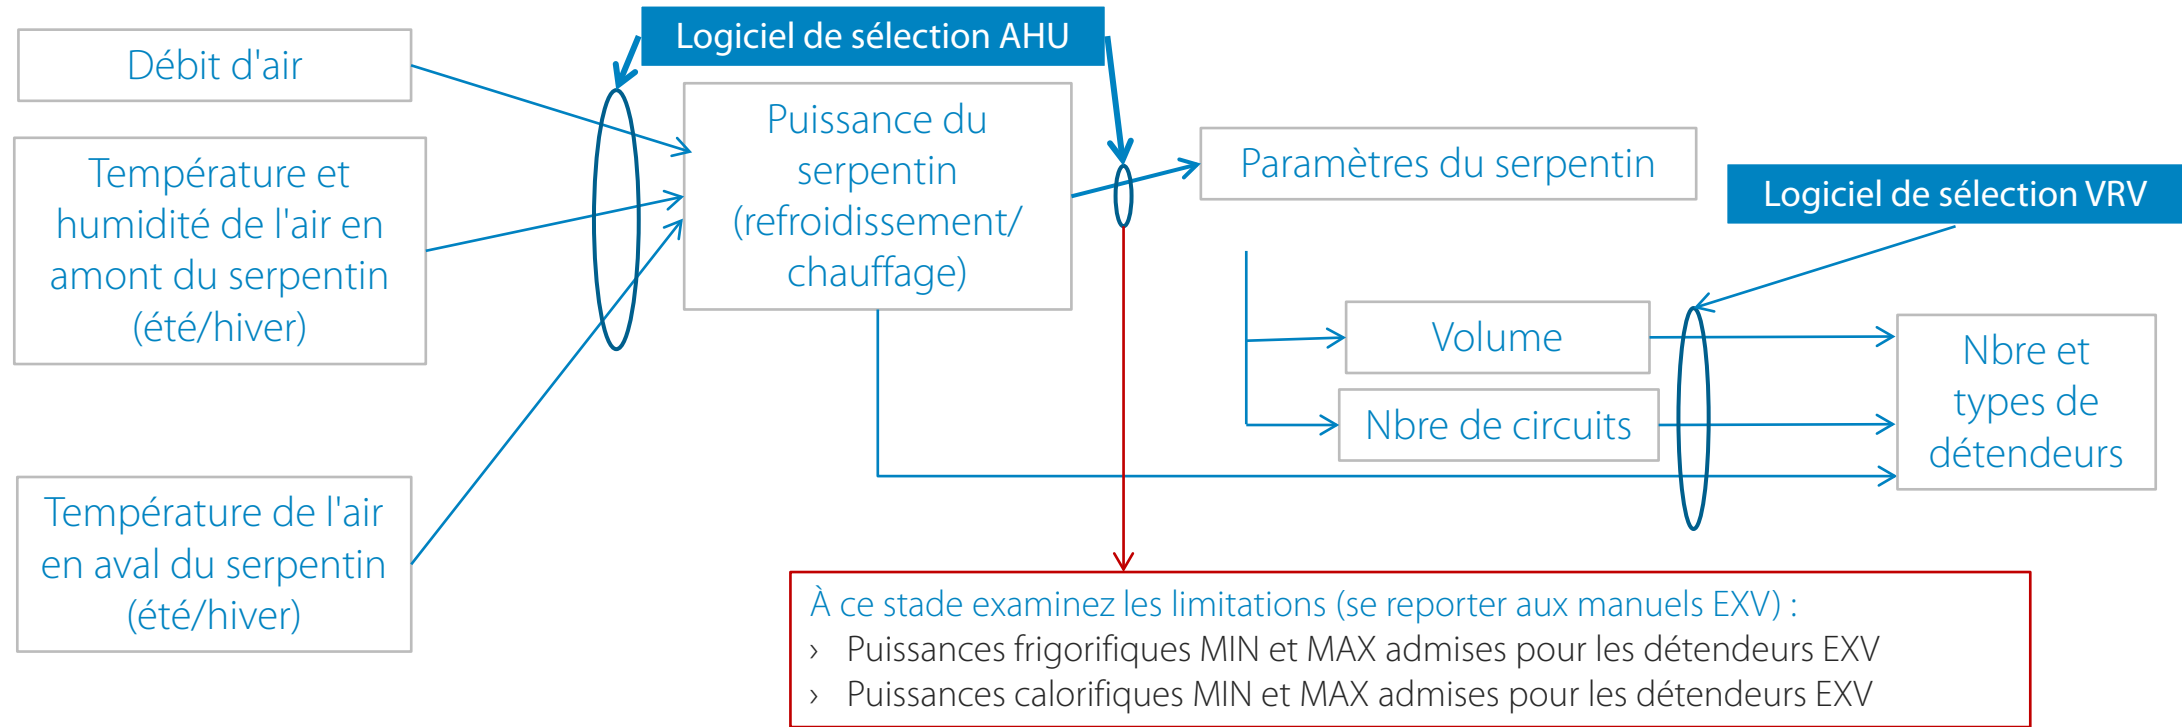 Logiciel de sélection AHU
Débit d'air
Température et
humidité de l'air en
amont du serpentin
(été/hiver)
Température de l'air
en aval du serpentin
(été/hiver)
Puissance du
serpentin
(refroidissement/
chauffage)
Paramètres du serpentin
Logiciel de sélection VRV
Volume
Nbre de circuits
Nbre et
types de
détendeurs
À ce stade examinez les limitations (se reporter aux manuels EXV) :
› Puissances frigorifiques MIN et MAX admises pour les détendeurs EXV
› Puissances calorifiques MIN et MAX admises pour les détendeurs EXV